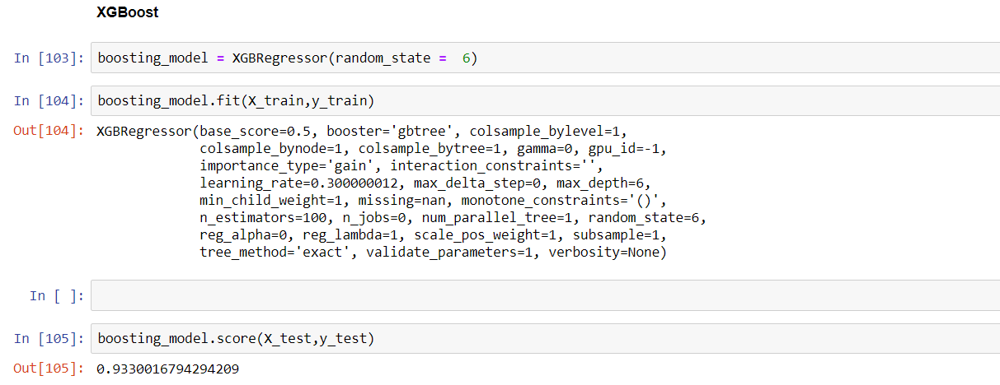 XGBoost
In [103]: boosting_model = XGBRegressor(random_state =  6)
In [104]: boosting_model.fit(X_train,y_train)
Out[104]: XGBRegressor(base_score=0.5, booster='gbtree', colsample_bylevel=1,
colsample_bynode=1, colsample_bytree=1, gamma=0, gpu_id=-1,
importance_type='gain', interaction_constraints='',
learning_rate=0.300000012, max_delta_step=0, max_depth=6,
min_child_weight=1, missing=nan, monotone_constraints='()',
n_estimators=100, n_jobs=0, num_parallel_tree=1, random_state=6,
reg_alpha=0, reg_lambda=1, scale_pos_weight=1, subsample=1,
tree_method='exact', validate_parameters=1, verbosity=None)
In [ ]:
In [105]: boosting_model.score(X_test,y_test)
Out[105]: 0.9330016794294209